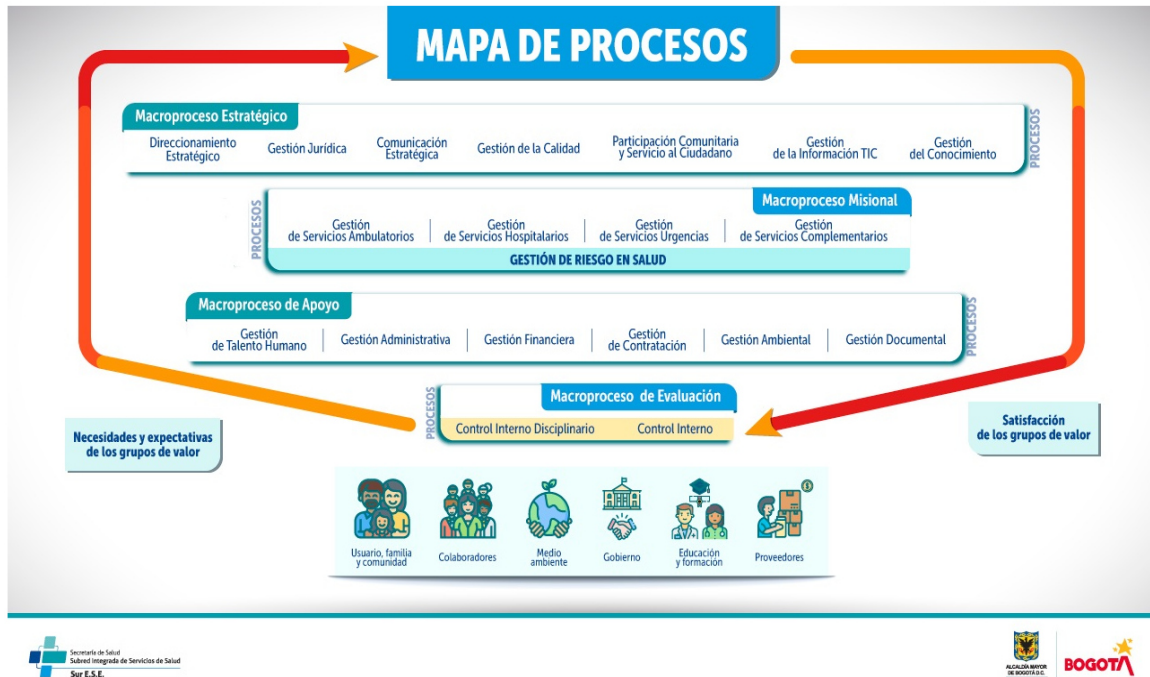 MAPA DE PROCESOS
Macroproceso Estratégico
Direccionamiento
Estratégico
Gestión Jurídica
Comunicación
Estratégica
Gestión de la Calidad
Participación Comunitaria
y Servicio al Ciudadano
Gestión
de la Información TIC
Gestión
del Conocimiento
PROCESOS
PROCESOS
Macroproceso Misional
Gestión
de Servicios Ambulatorios
Gestión
de Servicios Hospitalarios
Gestión
de Servicios Urgencias
Gestión
de Servicios Complementarios
GESTIÓN DE RIESGO EN SALUD
Macroproceso de Apoyo
Gestión
de Talento Humano
Gestión Administrativa
Gestión Financiera
Gestión
de Contratación
Gestión Ambiental
Gestión Documental
PROCESOS
PROCESOS
Macroproceso de Evaluación
Control Interno Disciplinario
Control Interno
Necesidades y expectativas
de los grupos de valor
Satisfacción
de los grupos de valor
Usuario, familia
y comunidad
Colaboradores
Medio
ambiente
Gobierno
Educación
y formación
Proveedores
Secretaría de Salud
Subred Integrada de Servicios de Salud
Sur E.S.E.
ALCALDÍA MAYOR
DE BOGOTÁ D.C.
BOGOTÁ